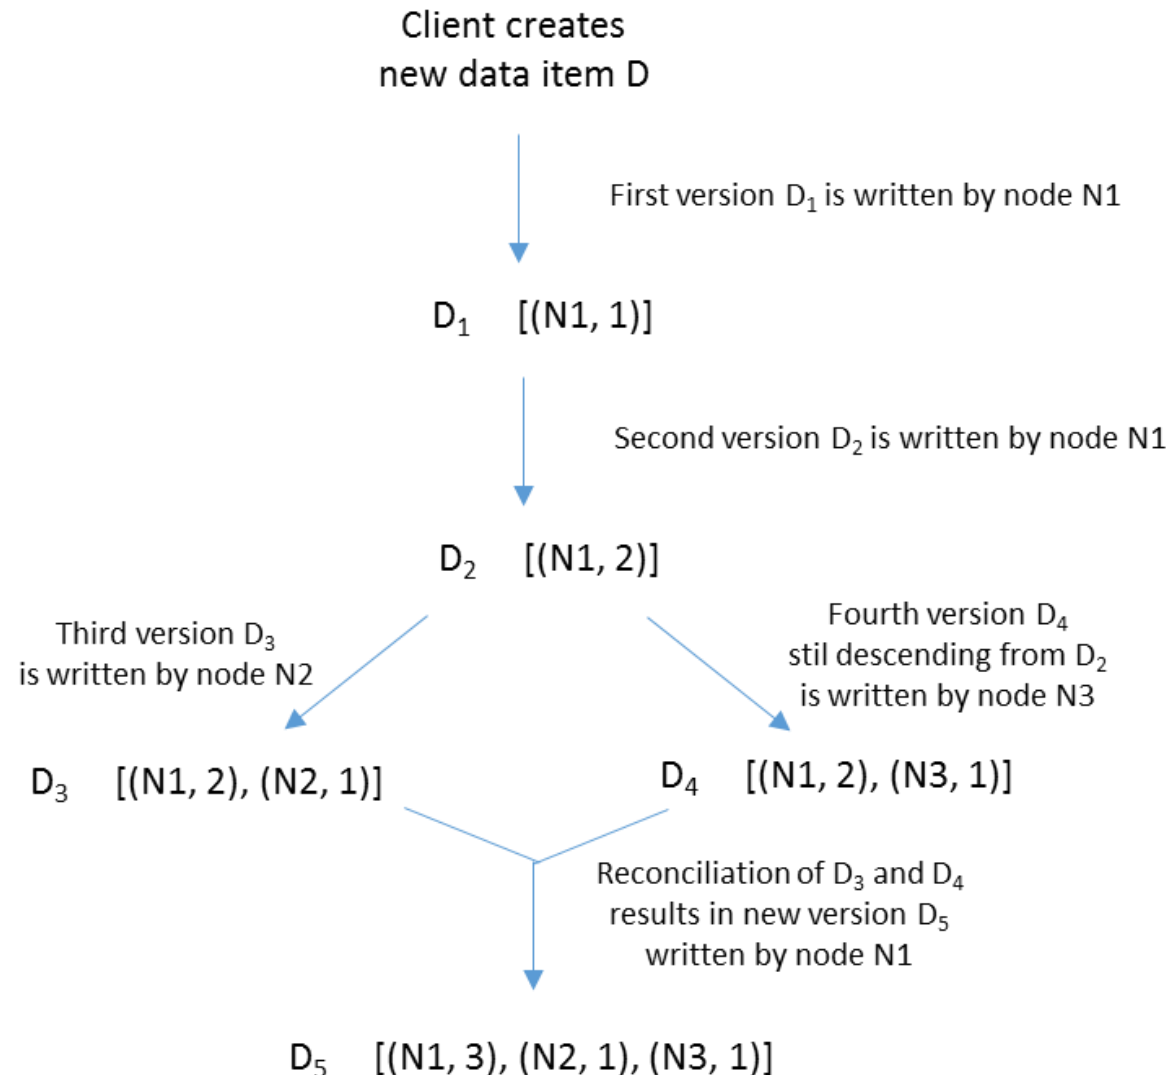 Client creates
new data item D
First version D₁ is written by node N1
D₁ [(N1, 1)]
Second version D₂ is written by node N1
D₂ [(N1, 2)]
Third version D₃
is written by node N2
Fourth version D₄
stil descending from D₂
is written by node N3
D₃ [(N1, 2), (N2, 1)]
D₄ [(N1, 2), (N3, 1)]
Reconciliation of D₃ and D₄
results in new version D₅
written by node N1
D₅ [(N1, 3), (N2, 1), (N3, 1)]